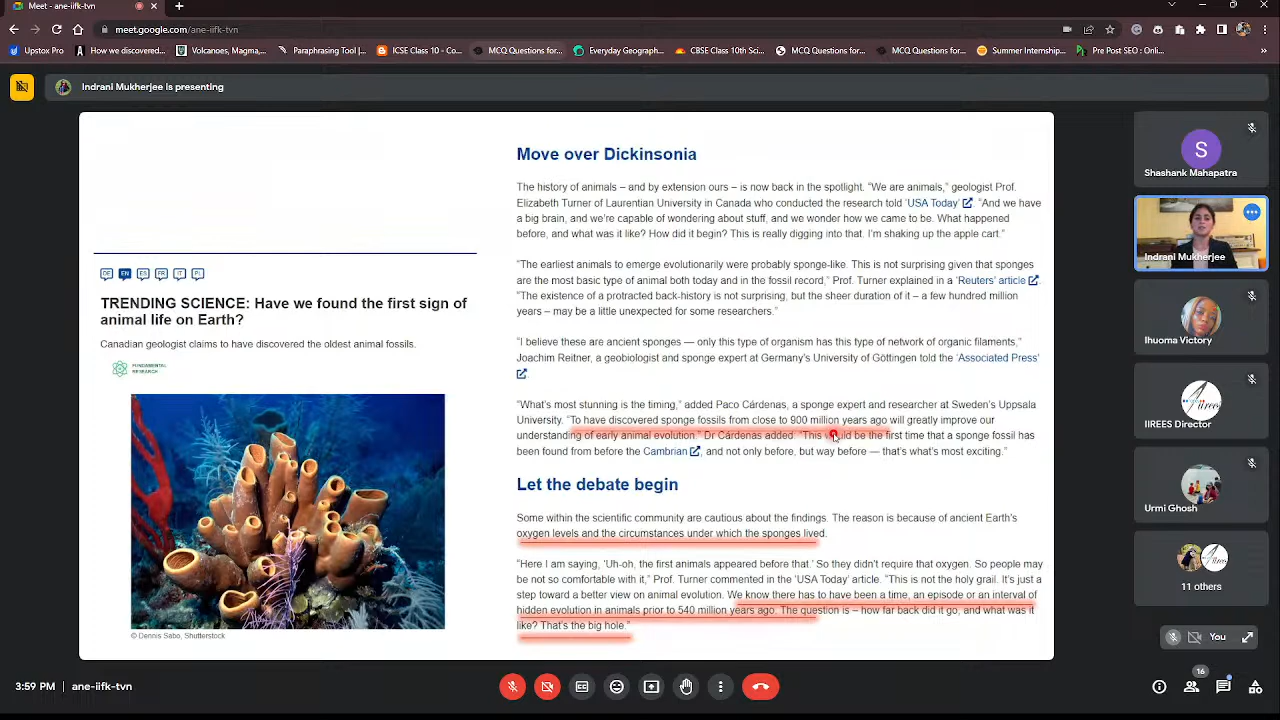 Meet - ane-iifk-tvn
meet.google.com/ane-iifk-tvn
Upstox Pro
How we discovered...
Volcanoes, Magma,...
Paraphrasing Tool |...
ICSE Class 10 - Co...
MCQ Questions for...
Everyday Geograph...
CBSE Class 10th Sci...
MCQ Questions for...
MCQ Questions for...
Summer Internship...
Pre Post SEO : Onli...
Indrani Mukherjee is presenting
TRENDING SCIENCE: Have we found the first sign of
animal life on Earth?
Canadian geologist claims to have discovered the oldest animal fossils.
FUNDAMENTAL
RESEARCH
DE EN ES FR IT PL
© Dennis Sabo, Shutterstock
Move over Dickinsonia
The history of animals – and by extension ours – is now back in the spotlight. “We are animals,” geologist Prof.
Elizabeth Turner of Laurentian University in Canada who conducted the research told ‘USA Today’ . “And we have
a big brain, and we’re capable of wondering about stuff, and we wonder how we came to be. What happened
before, and what was it like? How did it begin? This is really digging into that. I’m shaking up the apple cart.”
“The earliest animals to emerge evolutionarily were probably sponge-like. This is not surprising given that sponges
are the most basic type of animal both today and in the fossil record,” Prof. Turner explained in a ‘Reuters’ article .
“The existence of a protracted back-history is not surprising, but the sheer duration of it – a few hundred million
years – may be a little unexpected for some researchers.”
“I believe these are ancient sponges — only this type of organism has this type of network of organic filaments,”
Joachim Reitner, a geobiologist and sponge expert at Germany’s University of Göttingen told the ‘Associated Press’
.
“What’s most stunning is the timing,” added Paco Cárdenas, a sponge expert and researcher at Sweden’s Uppsala
University. “To have discovered sponge fossils from close to 900 million years ago will greatly improve our
understanding of early animal evolution.” Dr Cárdenas added: “This would be the first time that a sponge fossil has
been found from before the Cambrian , and not only before, but way before — that’s what’s most exciting.”
Let the debate begin
Some within the scientific community are cautious about the findings. The reason is because of ancient Earth’s
oxygen levels and the circumstances under which the sponges lived.
“Here I am saying, ‘Uh-oh, the first animals appeared before that.’ So they didn’t require that oxygen. So people may
be not so comfortable with it,” Prof. Turner commented in the ‘USA Today’ article. “This is not the holy grail. It’s just a
step toward a better view on animal evolution. We know there has to have been a time, an episode or an interval of
hidden evolution in animals prior to 540 million years ago. The question is – how far back did it go, and what was it
like? That’s the big hole.”
S
Shashank Mahapatra
Indrani Mukherjee
Ihuoma Victory
IIREES Director
Urmi Ghosh
11 others
You
3:59 PM | ane-iifk-tvn
16